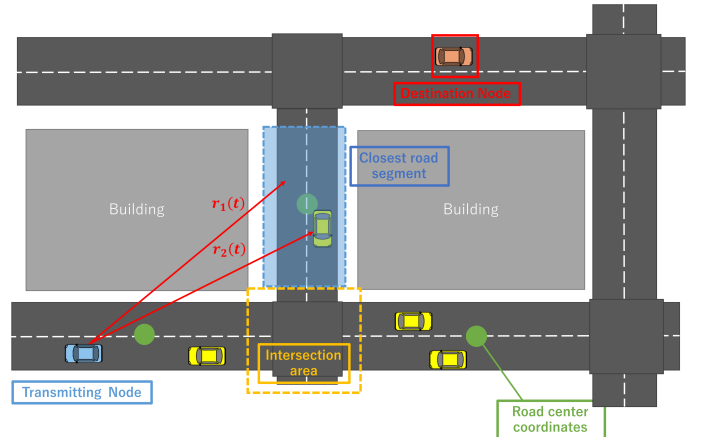 Destination Node
Closest road
segment
Building
Building
r₁(t)
r₂(t)
Intersection
area
Transmitting Node
Road center
coordinates